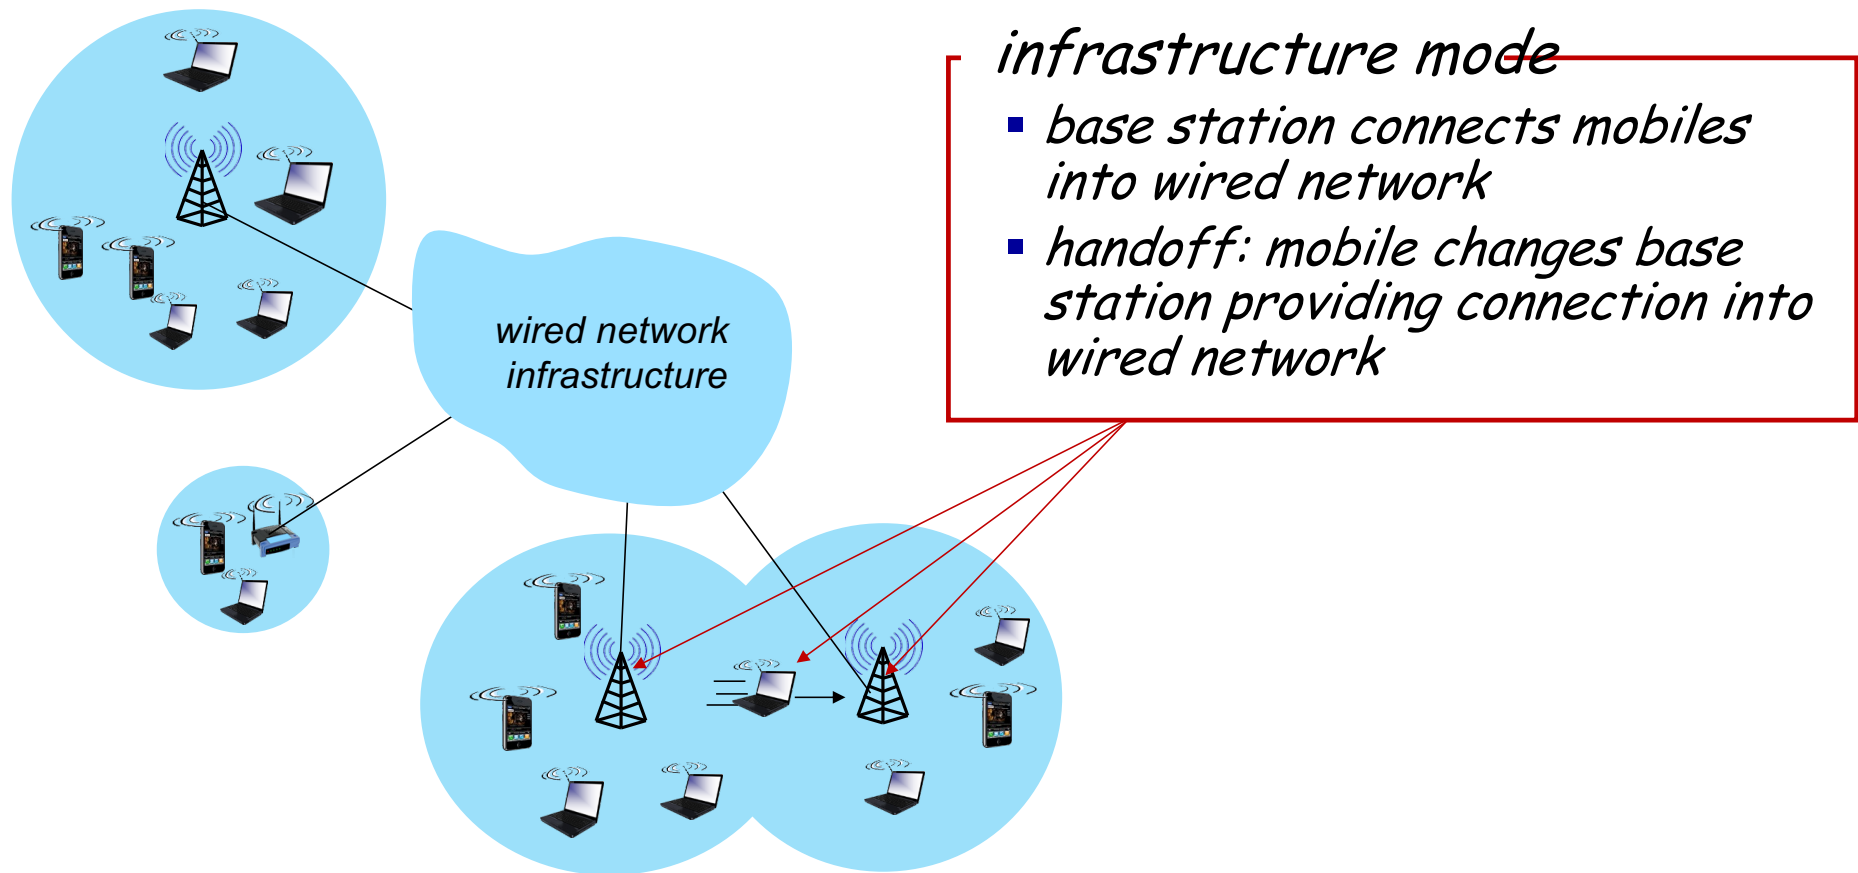 infrastructure mode
base station connects mobiles
into wired network
handoff: mobile changes base
station providing connection into
wired network
wired network
infrastructure